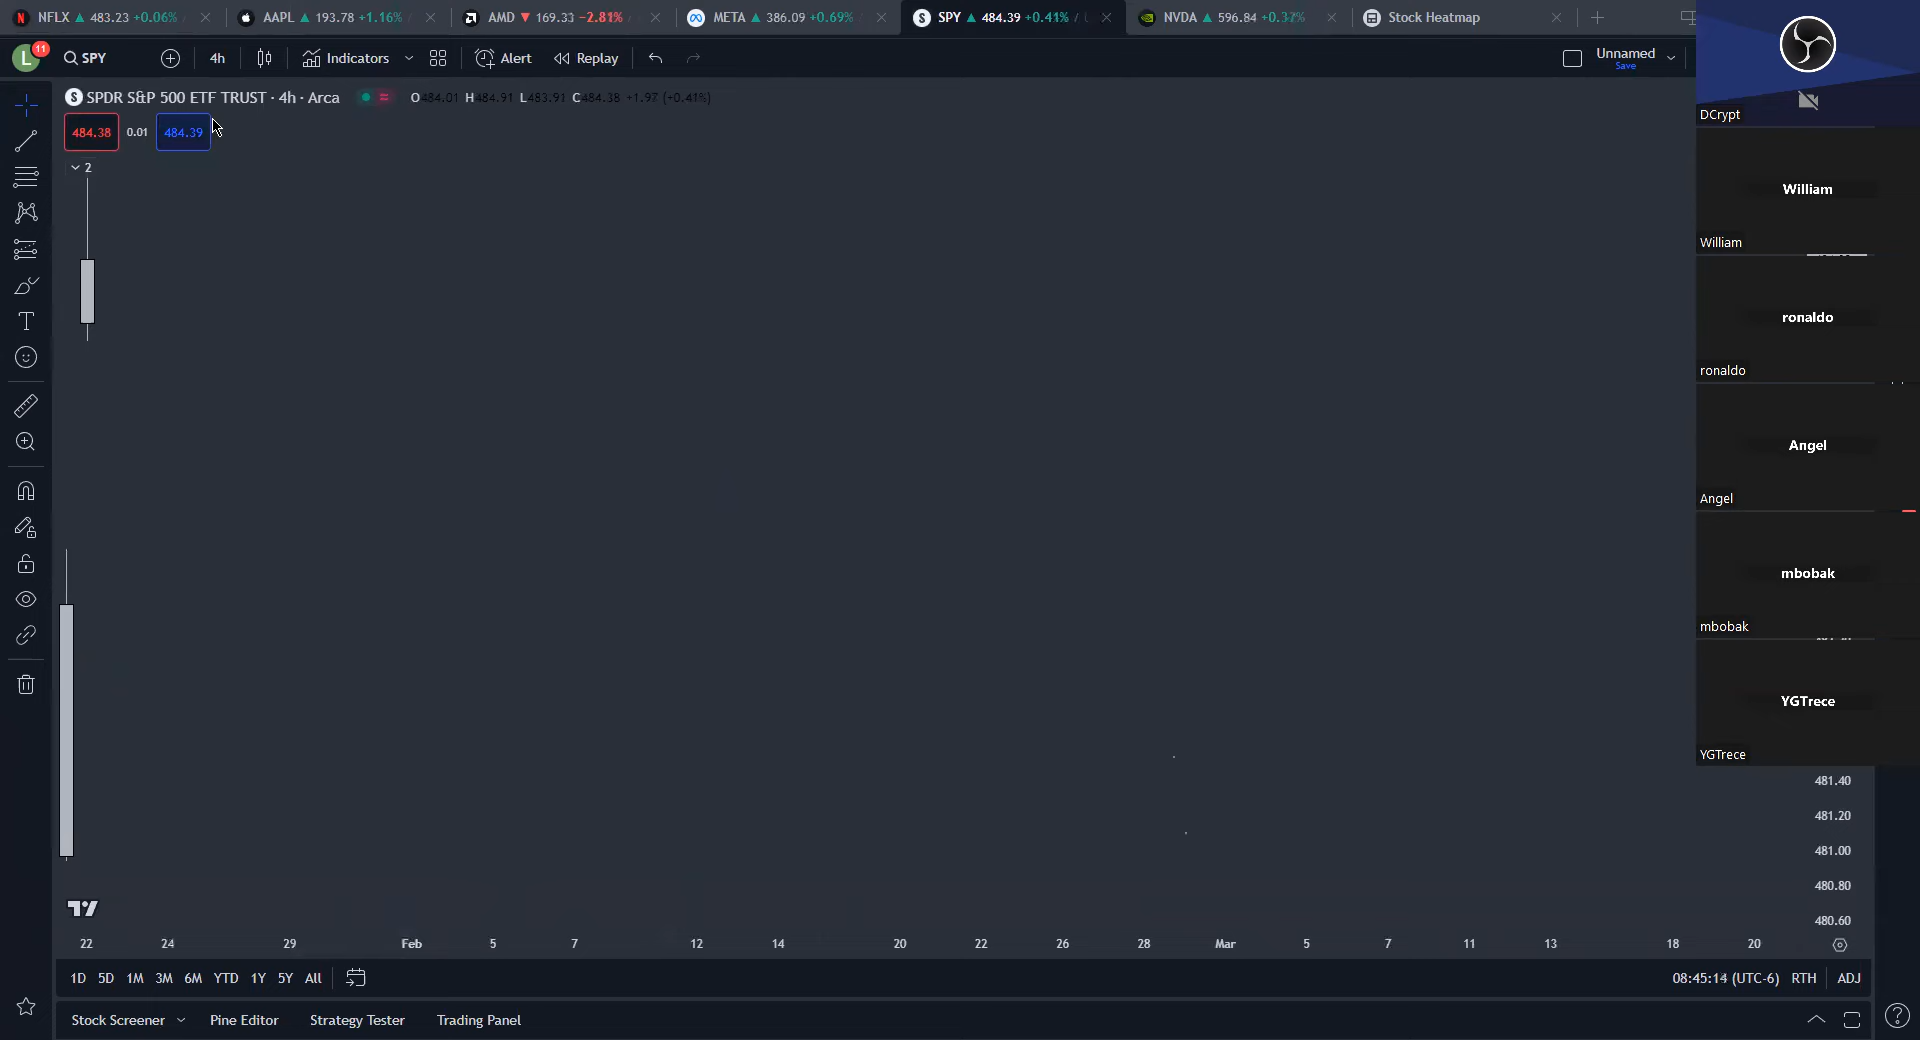 NFLX ▲ 483.23 +0.06% /
AAPL ▲ 193.78 +1.16% /
AMD ▼ 169.33 −2.81% /
META ▲ 386.09 +0.69% /
SPY ▲ 484.39 +0.41% /
NVDA ▲ 596.84 +0.37%
Stock Heatmap
L
11
SPY
4h
Indicators
Alert
Replay
Unnamed
Save
S SPDR S&P 500 ETF TRUST · 4h · Arca
O484.01 H484.91 L483.91 C484.38 +1.97 (+0.41%)
484.38
0.01
484.39
2
DCrypt
William
William
ronaldo
ronaldo
Angel
Angel
mbobak
mbobak
YGTrece
YGTrece
481.40
481.20
481.00
480.80
480.60
22 24 29 Feb 5 7 12 14 20 22 26 28 Mar 5 7 11 13 18 20
1D 5D 1M 3M 6M YTD 1Y 5Y All
08:45:14 (UTC-6) RTH ADJ
Stock Screener
Pine Editor
Strategy Tester
Trading Panel